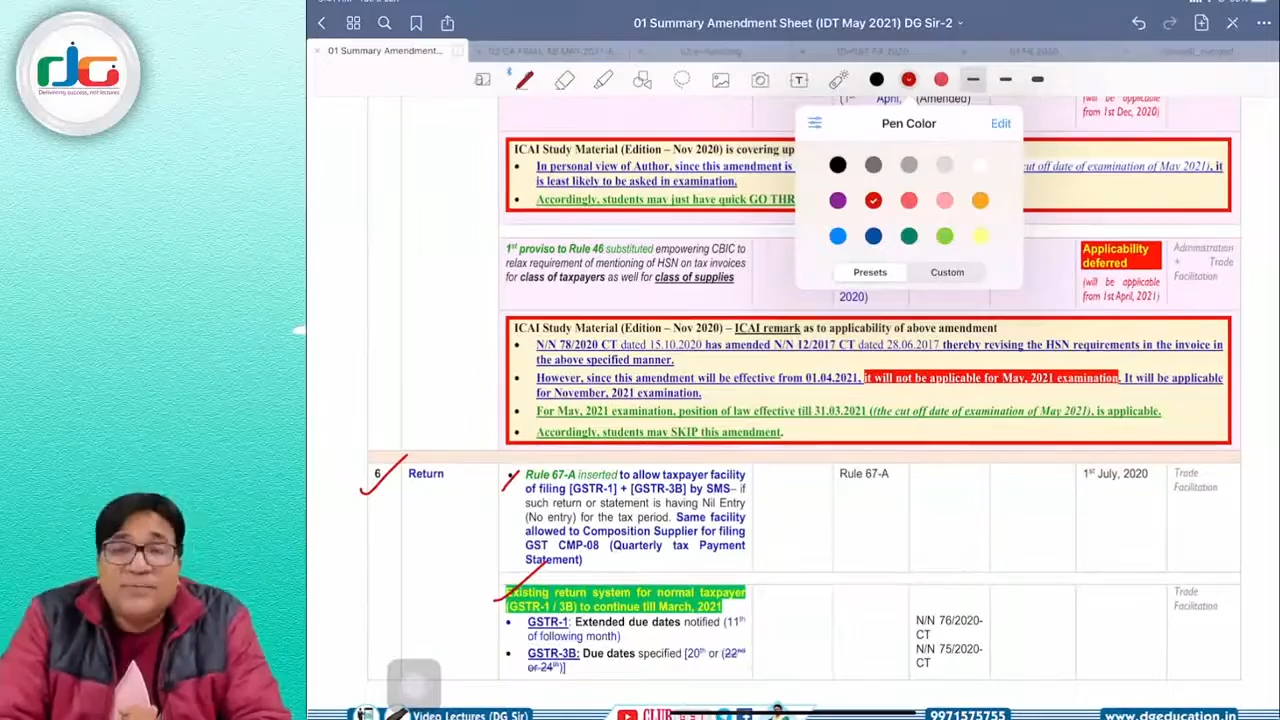 Delivering success, not lectures
01 Summary Amendment Sheet (IDT May 2021) DG Sir-2
01 Summary Amendment...
T
(1st April, (Amended)
(will be applicable from 1st Dec, 2020)
Pen Color
Edit
Presets
Custom
ICAI Study Material (Edition – Nov 2020) is covering up
In personal view of Author, since this amendment is
cut off date of examination of May 2021), it
is least likely to be asked in examination.
Accordingly, students may just have quick GO THR
1st proviso to Rule 46 substituted empowering CBIC to
relax requirement of mentioning of HSN on tax invoices
for class of taxpayers as well for class of supplies
2020)
Applicability
deferred
(will be applicable
from 1st April, 2021)
Administration
+ Trade
Facilitation
ICAI Study Material (Edition – Nov 2020) – ICAI remark as to applicability of above amendment
N/N 78/2020 CT dated 15.10.2020 has amended N/N 12/2017 CT dated 28.06.2017 thereby revising the HSN requirements in the invoice in
the above specified manner.
However, since this amendment will be effective from 01.04.2021, it will not be applicable for May, 2021 examination. It will be applicable
for November, 2021 examination.
For May, 2021 examination, position of law effective till 31.03.2021 ((the cut off date of examination of May 2021), is applicable.
Accordingly, students may SKIP this amendment.
6.
Return
Rule 67-A inserted to allow taxpayer facility
of filing [GSTR-1] + [GSTR-3B] by SMS– if
such return or statement is having Nil Entry
(No entry) for the tax period. Same facility
allowed to Composition Supplier for filing
GST CMP-08 (Quarterly tax Payment
Statement)
Rule 67-A
1st July, 2020
Trade
Facilitation
Existing return system for normal taxpayer
(GSTR-1 / 3B) to continue till March, 2021
GSTR-1: Extended due dates notified (11th
of following month)
GSTR-3B: Due dates specified [20th or (22nd
or 24th)]
N/N 76/2020-
CT
N/N 75/2020-
CT
Trade
Facilitation
Video Lectures (DG Sir)
CLUB
9971575755
www.dgeducation.in